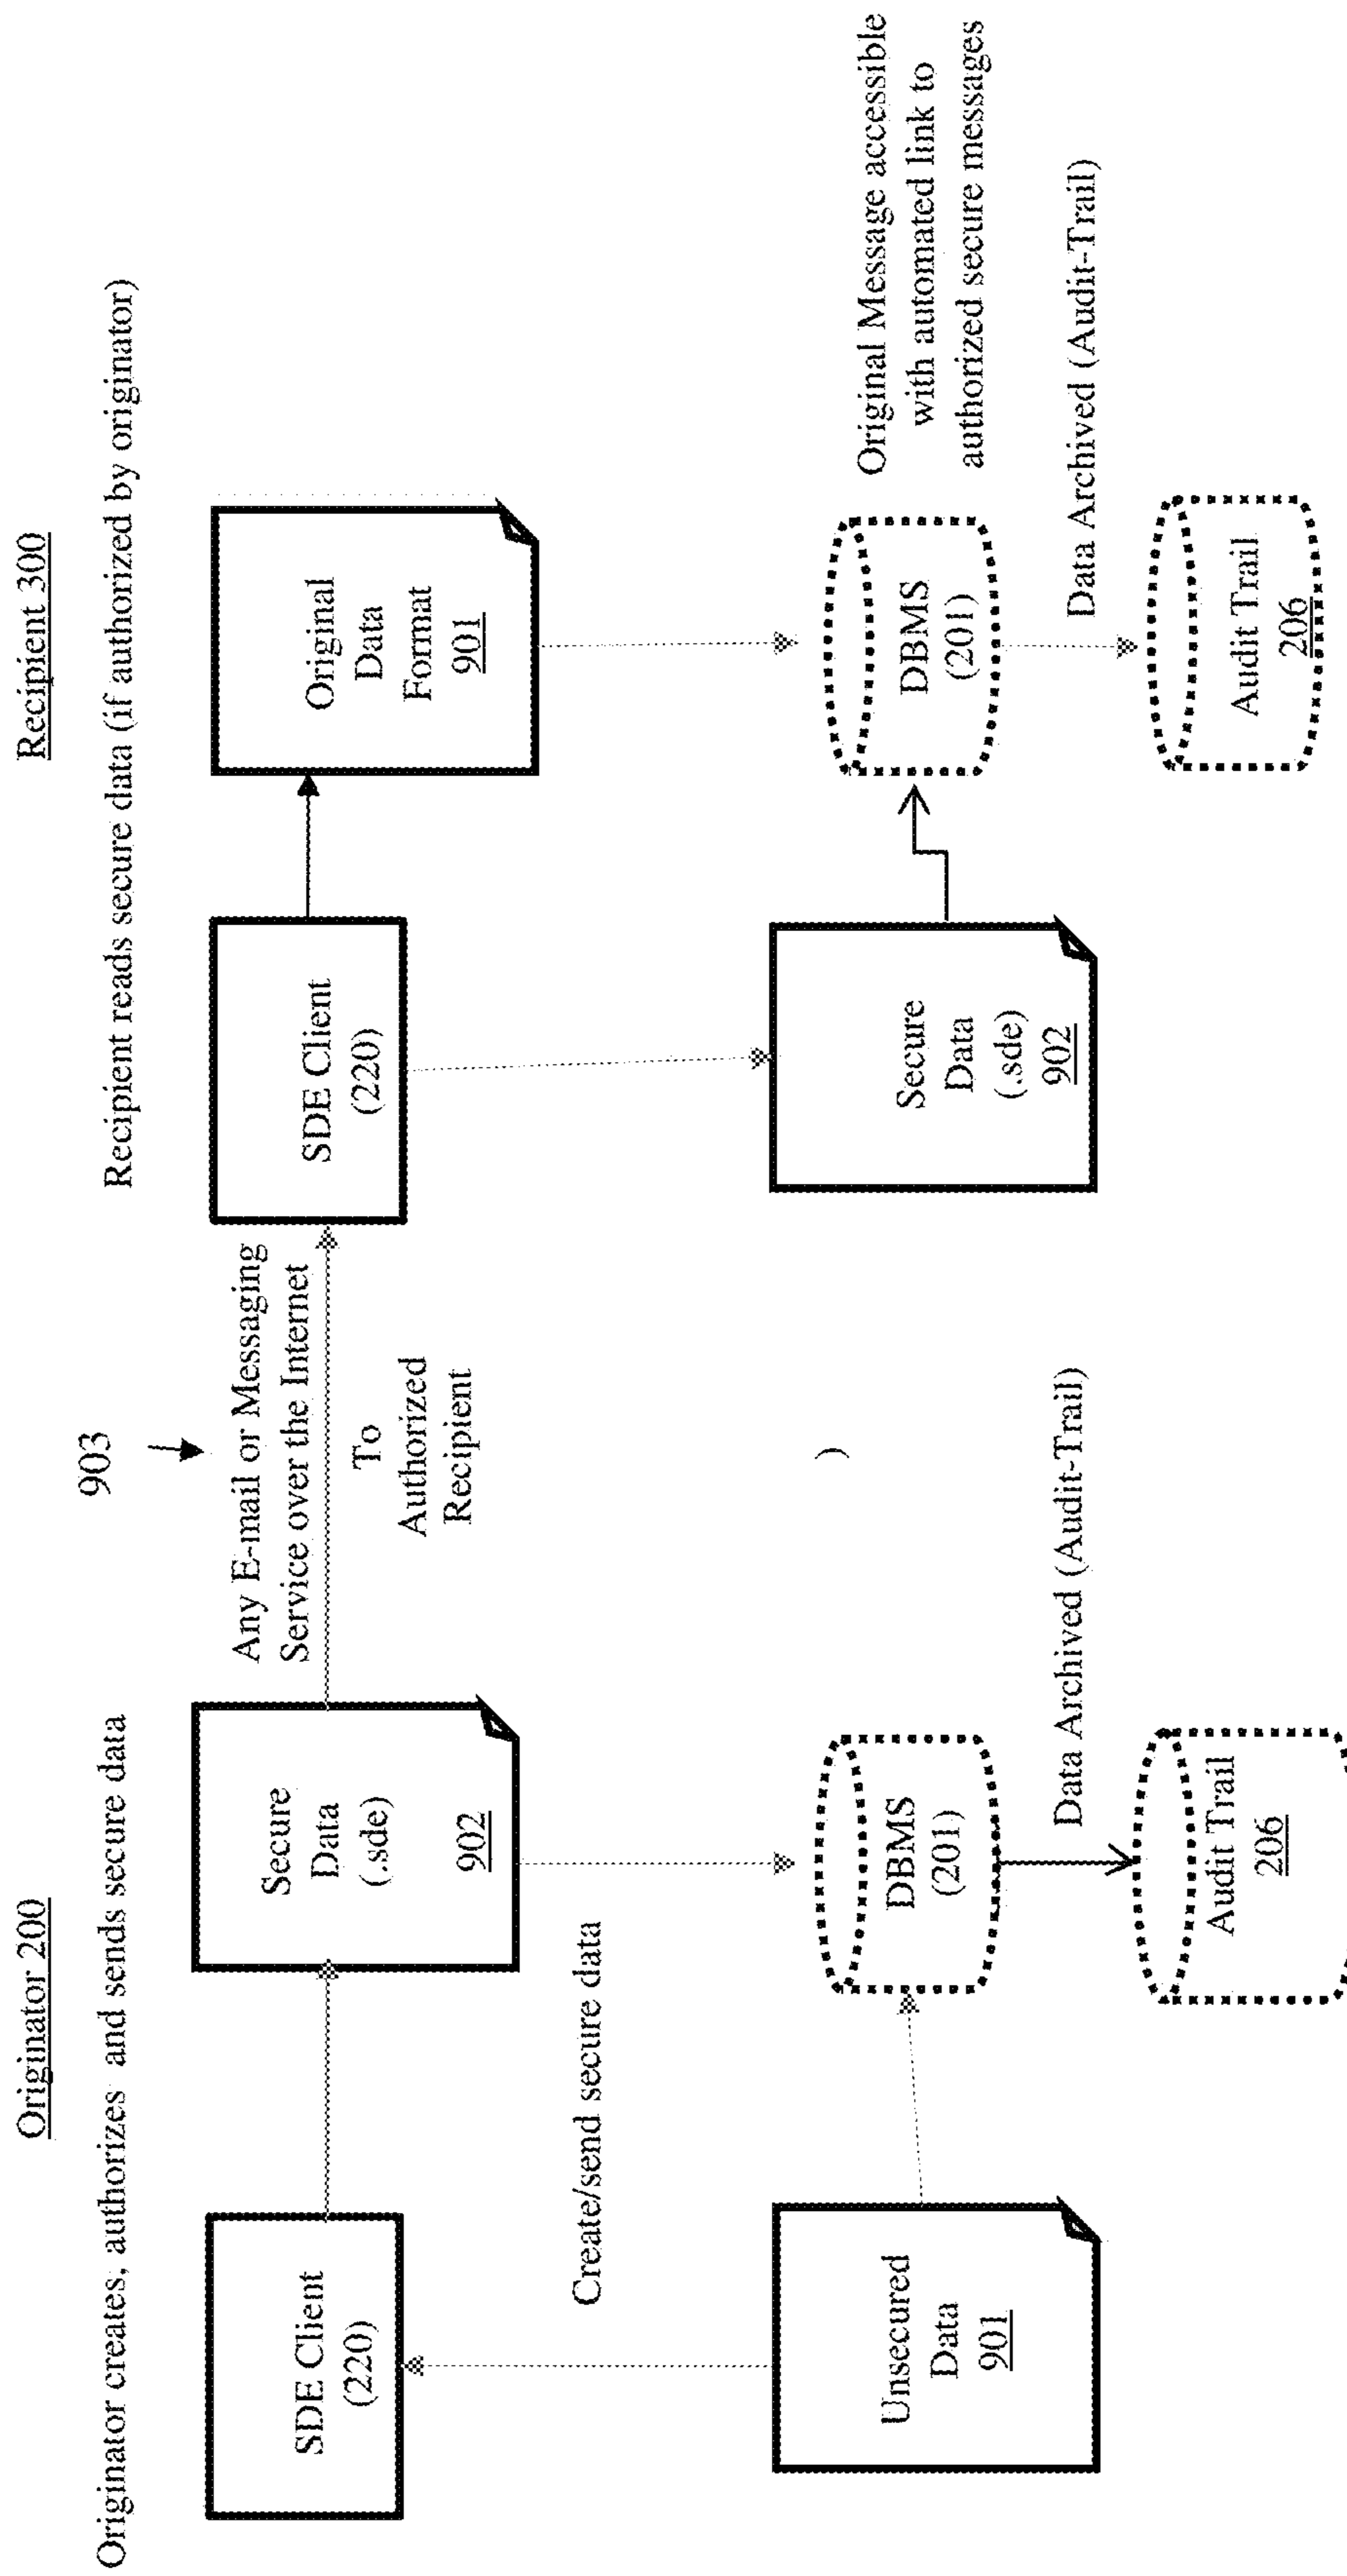 Originator 200
Originator creates, authorizes and sends secure data
SDE Client
(220)
Secure
Data
(.sde)
902
Create/send secure data
Unsecured
Data
901
DBMS
(201)
Data Archived (Audit-Trail)
Audit Trail
206
903
Any E-mail or Messaging
Service over the Internet
To
Authorized
Recipient
)
Recipient 300
Recipient reads secure data (if authorized by originator)
SDE Client
(220)
Original
Data
Format
901
Secure
Data
(.sde)
902
DBMS
(201)
Original Message accessible
with automated link to
authorized secure messages
Data Archived (Audit-Trail)
Audit Trail
206